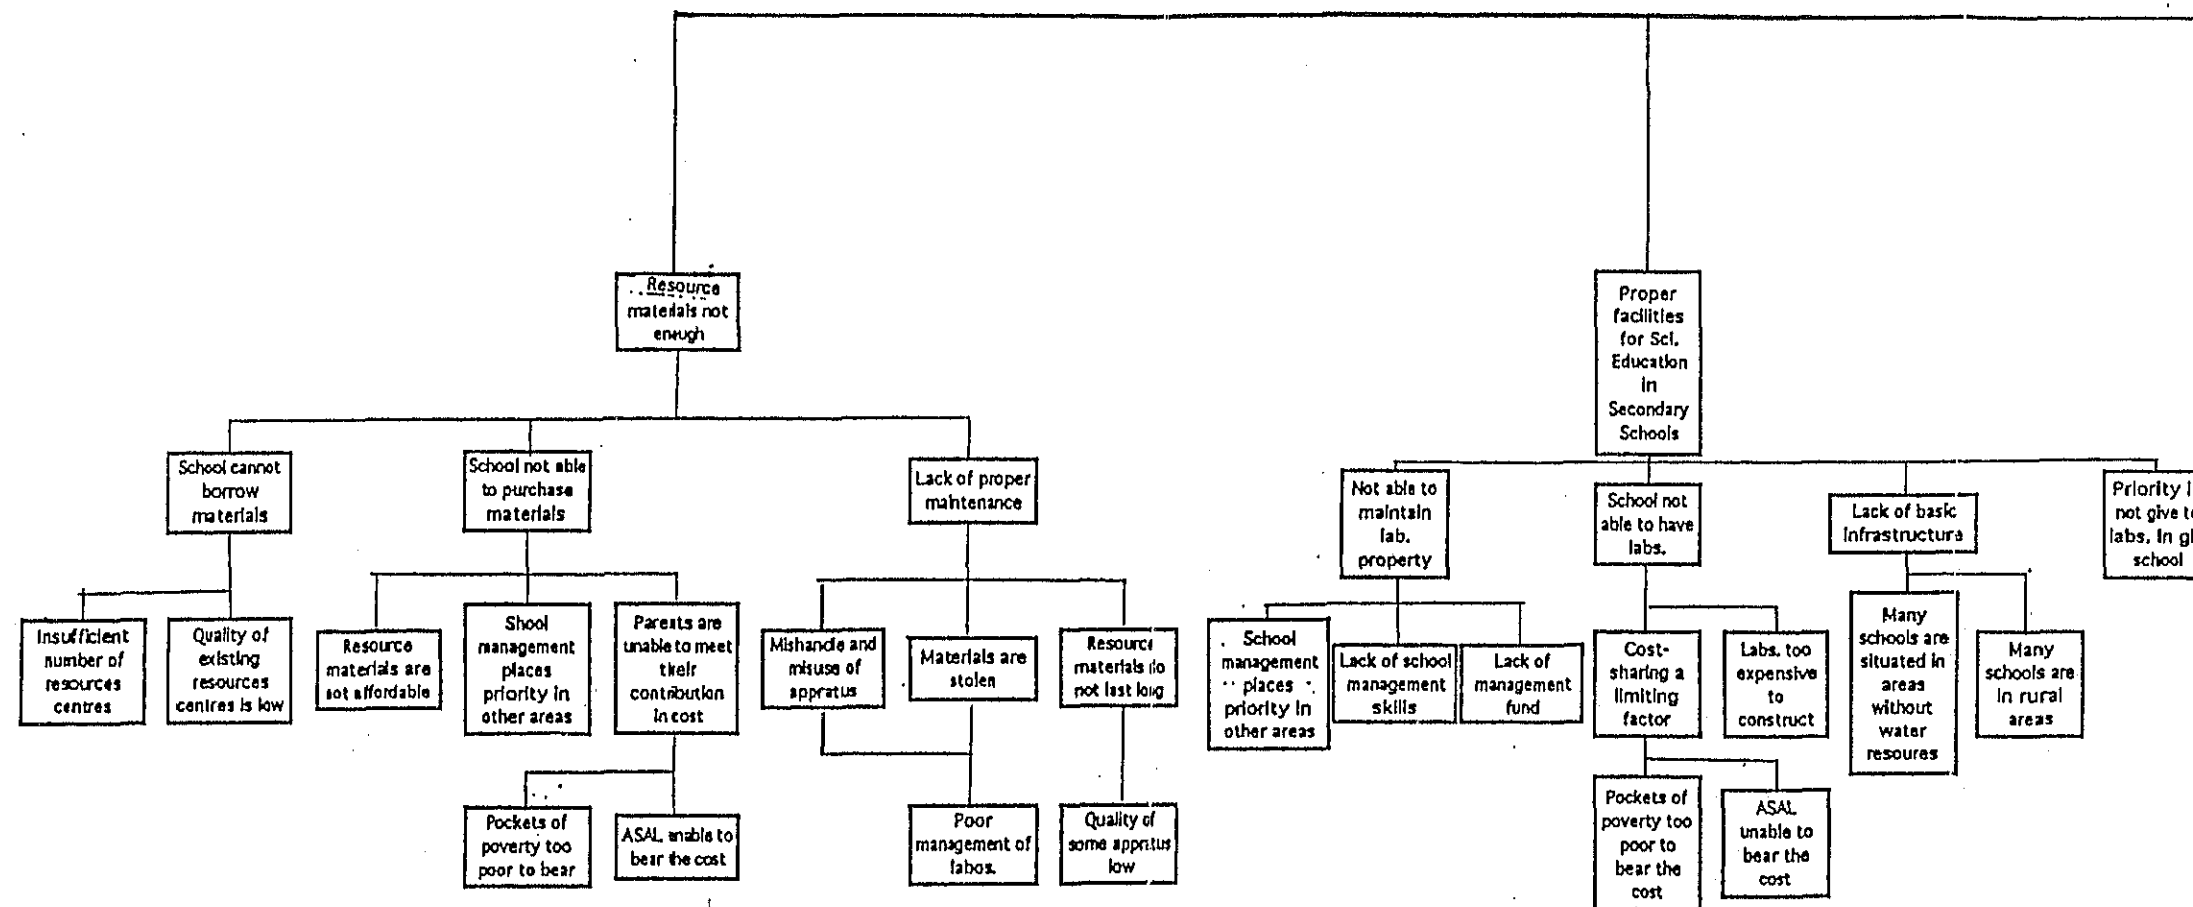 Resource
materials not
enough
Proper
facilities
for Sci.
Education
in
Secondary
Schools
School cannot
borrow
materials
School not able
to purchase
materials
Lack of proper
maintenance
Not able to
maintain
lab.
property
School not
able to have
labs.
Lack of basic
infrastructure
Priority i
not give to
labs. in gi
school
Insufficient
number of
resources
centres
Quality of
existing
resources
centres is low
Resource
materials are
not affordable
Shool
management
places
priority in
other areas
Parents are
unable to meet
their
contribution
in cost
Mishandle and
misuse of
appratus
Materials are
stolen
Resource
materials do
not last long
School
management
places
priority in
other areas
Lack of school
management
skills
Lack of
management
fund
Cost-
sharing a
limiting
factor
Labs. too
expensive
to
construct
Many
schools are
situated in
areas
without
water
resoures
Many
schools are
in rural
areas
Pockets of
poverty too
poor to bear
ASAL unable to
bear the cost
Poor
management of
labos.
Quality of
some appratus
low
Pockets of
poverty too
poor to
bear the
cost
ASAL
unable to
bear the
cost